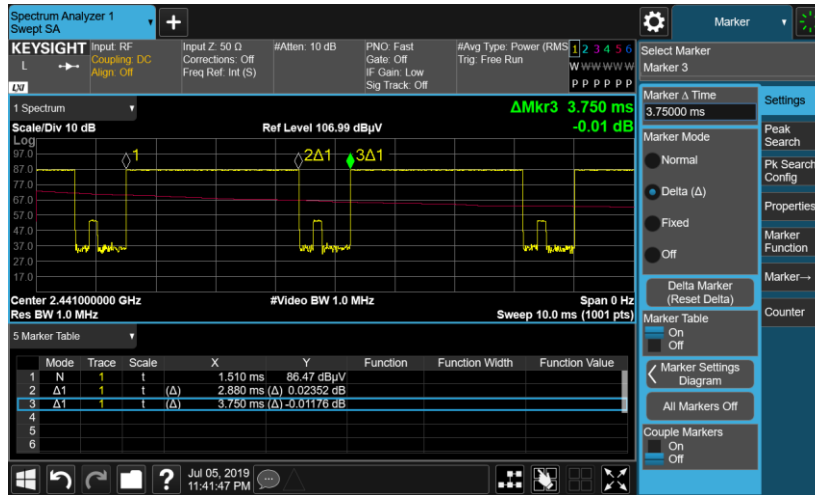 Spectrum Analyzer 1
Swept SA
+
Marker
KEYSIGHT
L
LXI
Input: RF
Coupling: DC
Align: Off
Input Z: 50 Ω
Corrections: Off
Freq Ref: Int (S)
#Atten: 10 dB
PNO: Fast
Gate: Off
IF Gain: Low
Sig Track: Off
#Avg Type: Power (RMS
Trig: Free Run
1 2 3 4 5 6
W W W W W W
P P P P P P
Select Marker
Marker 3
1 Spectrum
ΔMkr3 3.750 ms
-0.01 dB
Scale/Div 10 dB
Ref Level 106.99 dBµV
Log
97.0
87.0
77.0
67.0
57.0
47.0
37.0
27.0
17.0
1
2Δ1
3Δ1
Center 2.441000000 GHz
Res BW 1.0 MHz
#Video BW 1.0 MHz
Span 0 Hz
Sweep 10.0 ms (1001 pts)
5 Marker Table
Mode Trace Scale X Y Function Function Width Function Value
1 N 1 t 1.510 ms 86.47 dBµV
2 Δ1 1 t (Δ) 2.880 ms (Δ) 0.02352 dB
3 Δ1 1 t (Δ) 3.750 ms (Δ) -0.01176 dB
4
5
6
Marker Δ Time
3.75000 ms
Marker Mode
Normal
Delta (Δ)
Fixed
Off
Delta Marker
(Reset Delta)
Marker Table
On
Off
Marker Settings
Diagram
All Markers Off
Couple Markers
On
Off
Settings
Peak
Search
Pk Search
Config
Properties
Marker
Function
Marker→
Counter
?
Jul 05, 2019
11:41:47 PM